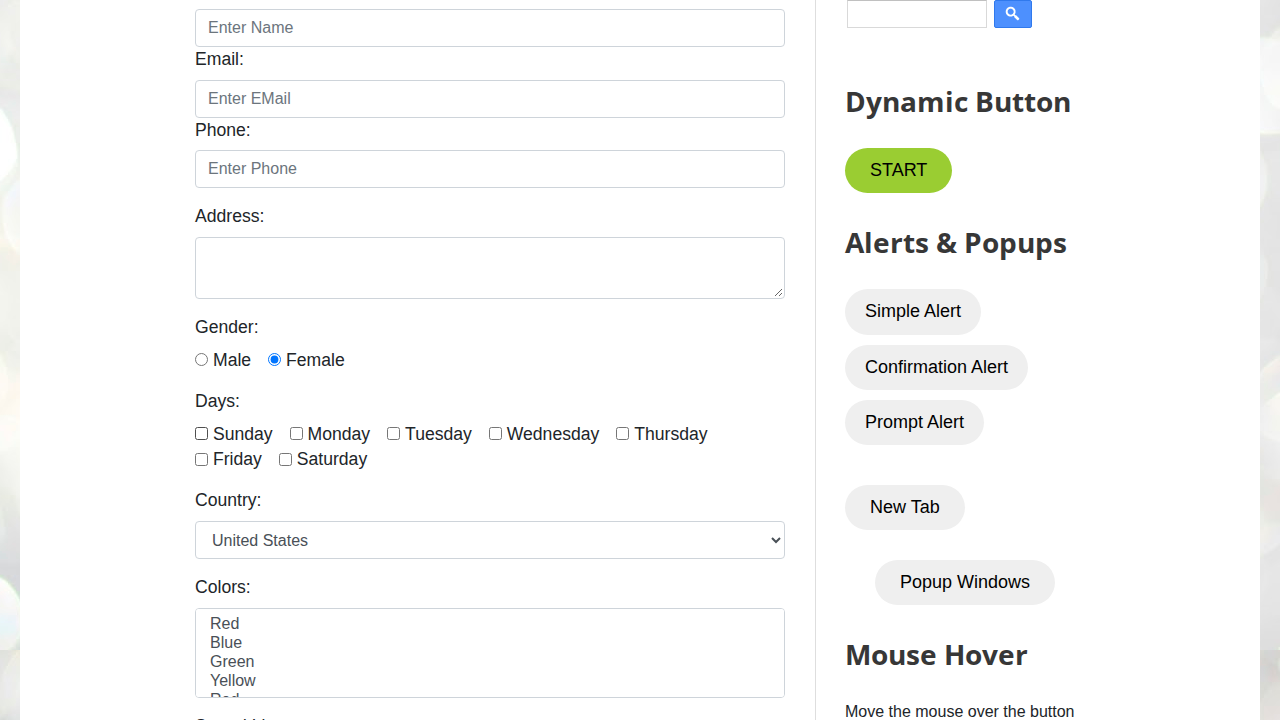 Enter Name
Email:
Enter EMail
Phone:
Enter Phone
Address:
Gender:
Male Female
Days:
Sunday Monday Tuesday Wednesday Thursday
Friday Saturday
Country:
United States
Colors:
Red
Blue
Green
Yellow
Red
Dynamic Button
START
Alerts & Popups
Simple Alert
Confirmation Alert
Prompt Alert
New Tab
Popup Windows
Mouse Hover
Move the mouse over the button